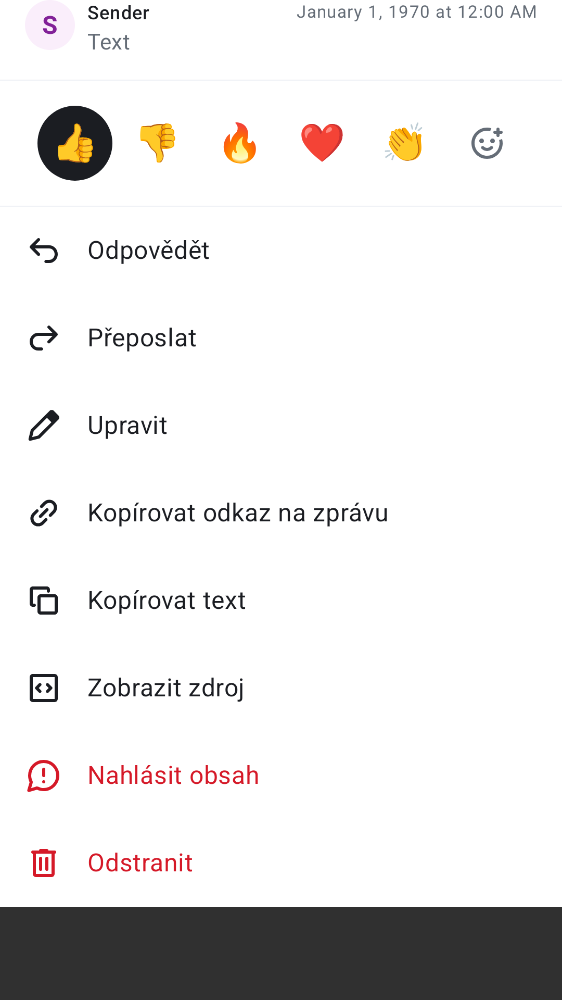 S
Sender
January 1, 1970 at 12:00 AM
Text
Odpovědět
Přeposlat
Upravit
Kopírovat odkaz na zprávu
Kopírovat text
Zobrazit zdroj
Nahlásit obsah
Odstranit